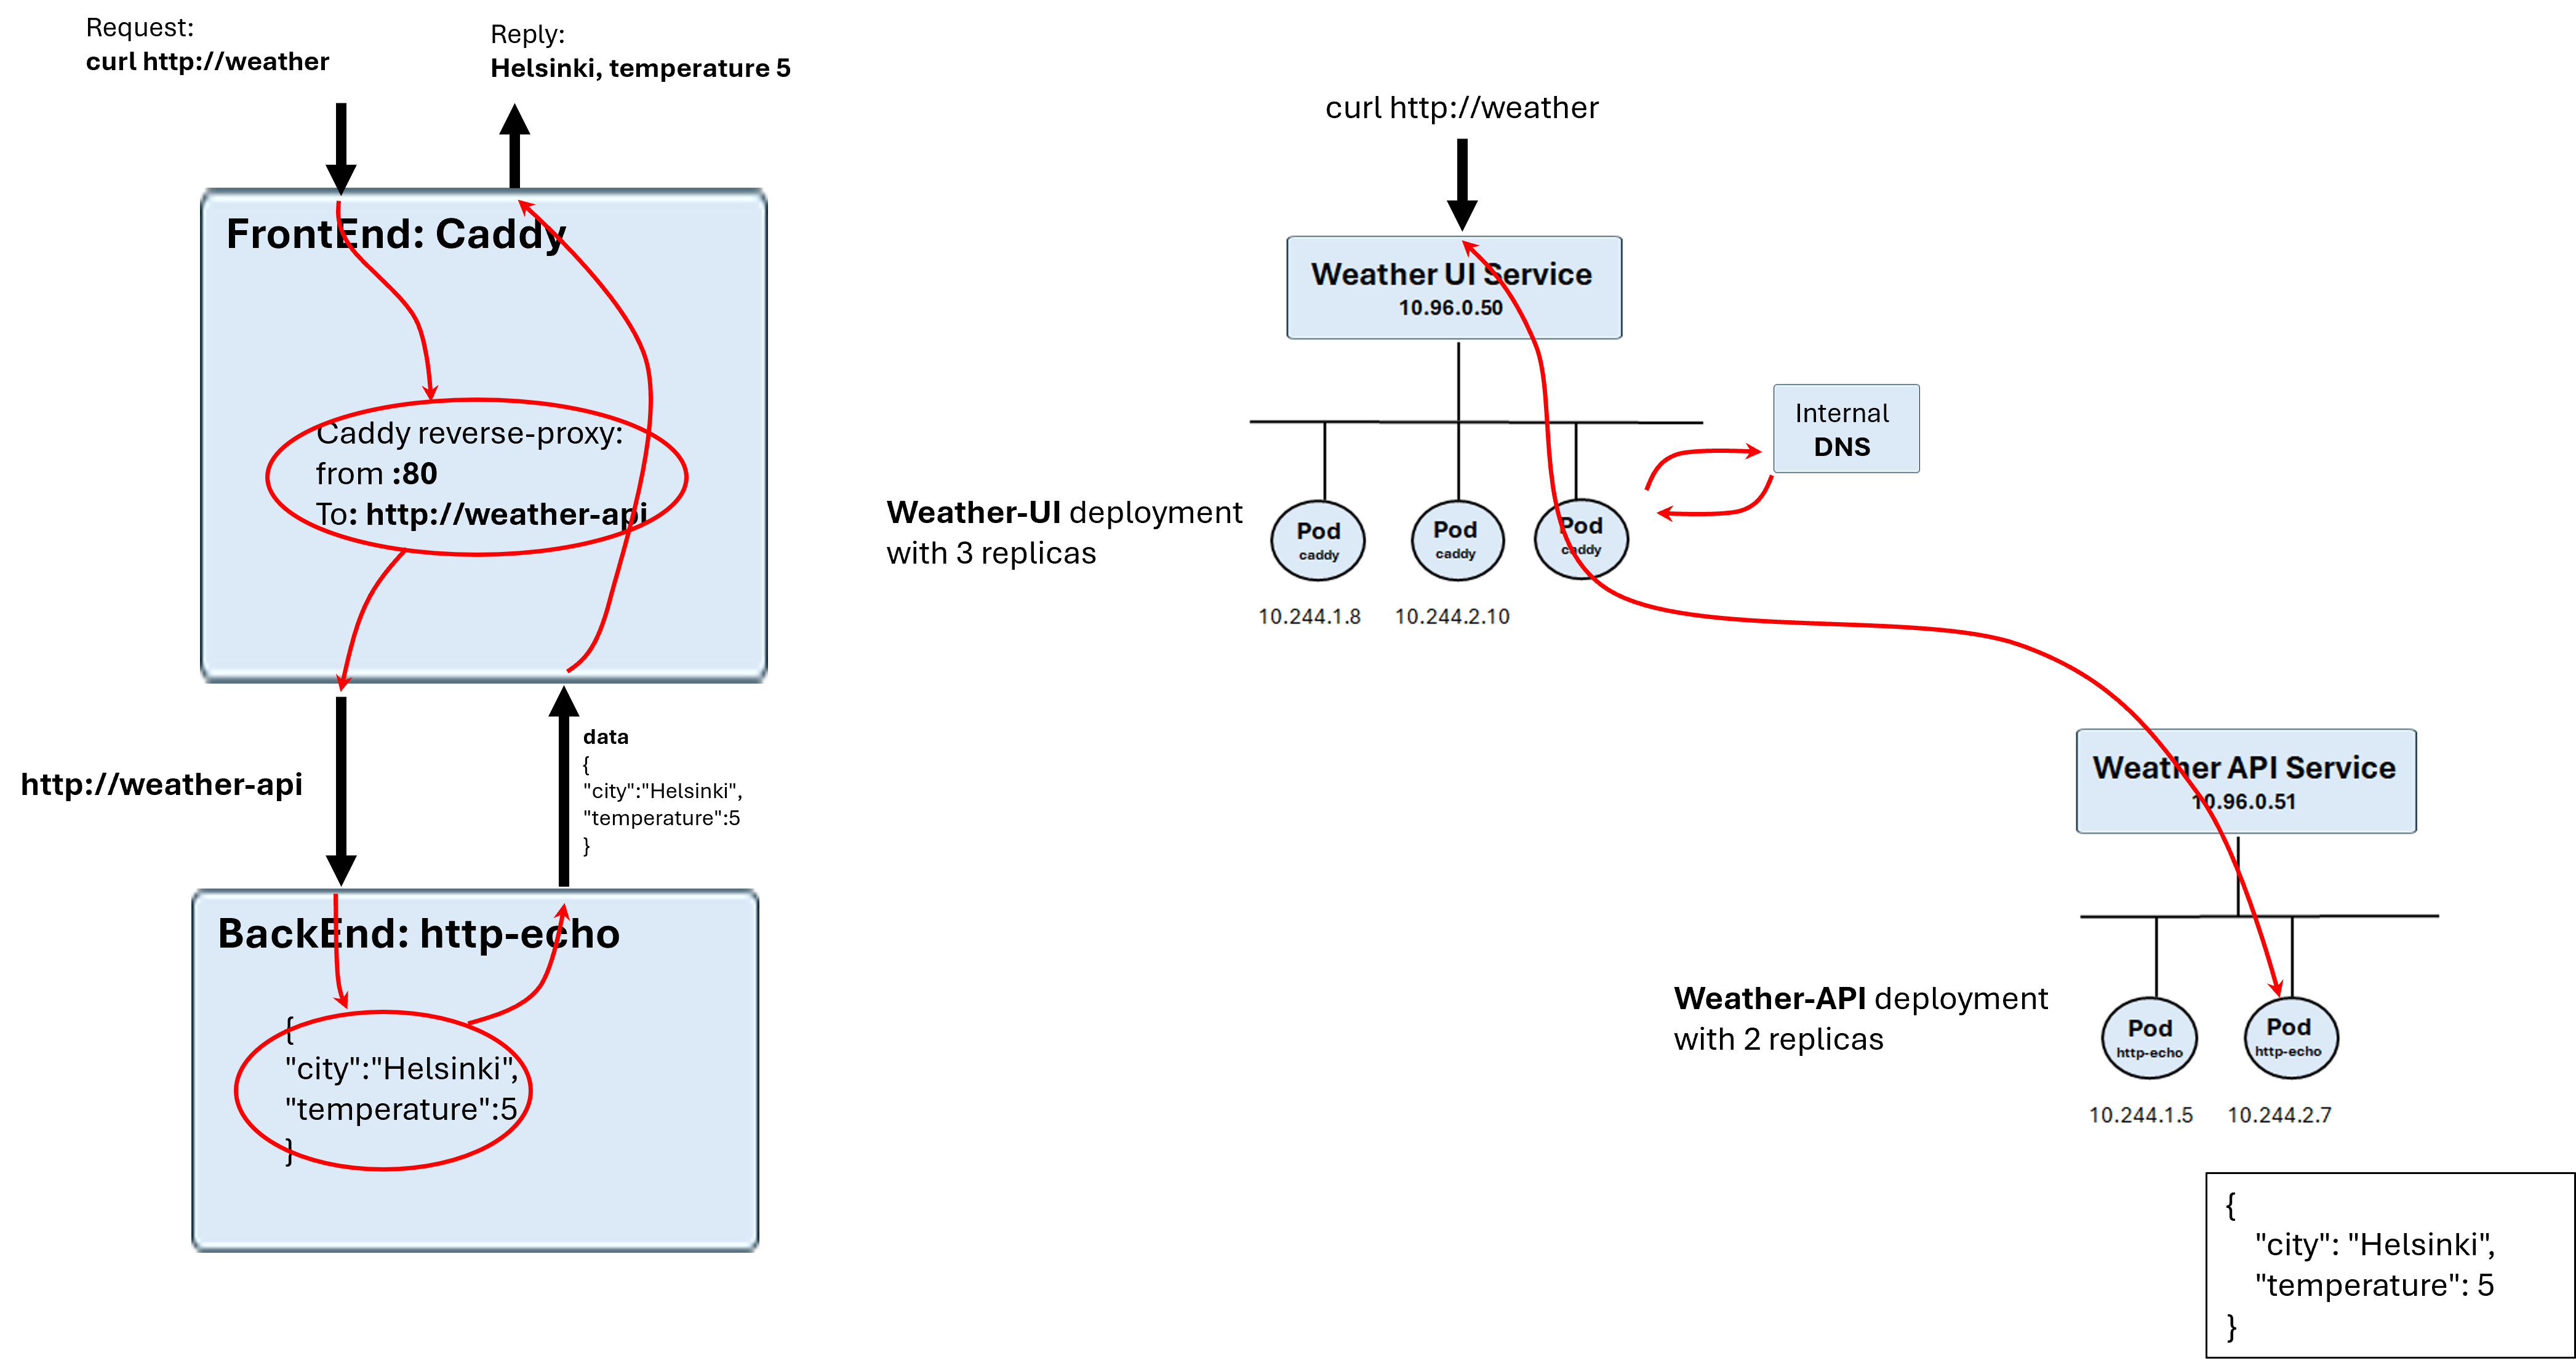 Request:
curl http://weather
Reply:
Helsinki, temperature 5
FrontEnd: Caddy
Caddy reverse-proxy:
from :80
To: http://weather-api
http://weather-api
data
{
"city":"Helsinki",
"temperature":5
}
BackEnd: http-echo
{
"city":"Helsinki",
"temperature":5
}
curl http://weather
Weather UI Service
10.96.0.50
Internal
DNS
Weather-UI deployment
with 3 replicas
Pod
caddy
Pod
caddy
Pod
caddy
10.244.1.8
10.244.2.10
Weather API Service
10.96.0.51
Weather-API deployment
with 2 replicas
Pod
http-echo
Pod
http-echo
10.244.1.5
10.244.2.7
{
"city": "Helsinki",
"temperature": 5
}